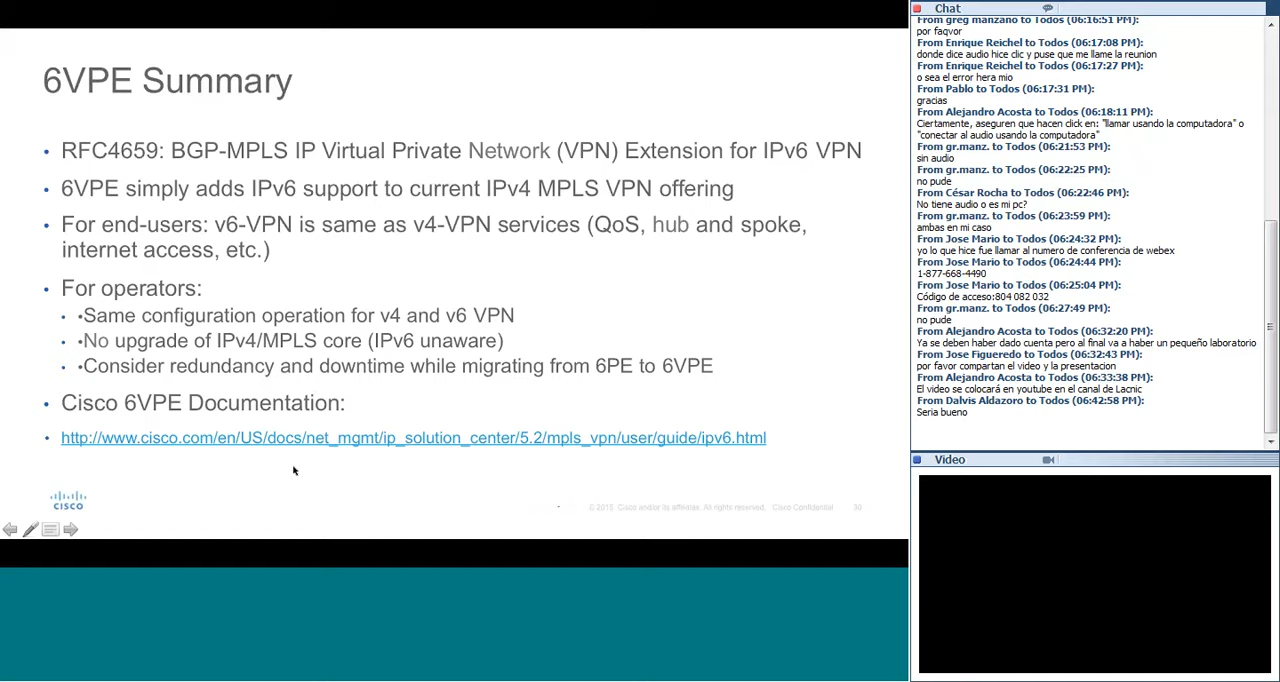 6VPE Summary
• RFC4659: BGP-MPLS IP Virtual Private Network (VPN) Extension for IPv6 VPN
• 6VPE simply adds IPv6 support to current IPv4 MPLS VPN offering
• For end-users: v6-VPN is same as v4-VPN services (QoS, hub and spoke,
internet access, etc.)
• For operators:
• •Same configuration operation for v4 and v6 VPN
• •No upgrade of IPv4/MPLS core (IPv6 unaware)
• •Consider redundancy and downtime while migrating from 6PE to 6VPE
• Cisco 6VPE Documentation:
• http://www.cisco.com/en/US/docs/net_mgmt/ip_solution_center/5.2/mpls_vpn/user/guide/ipv6.html
CISCO
© 2015 Cisco and/or its affiliates. All rights reserved. Cisco Confidential 30
Chat
From greg manzano to Todos (06:16:51 PM):
por faqvor
From Enrique Reichel to Todos (06:17:08 PM):
donde dice audio hice clic y puse que me llame la reunion
From Enrique Reichel to Todos (06:17:27 PM):
o sea el error hera mio
From Pablo to Todos (06:17:31 PM):
gracias
From Alejandro Acosta to Todos (06:18:11 PM):
Ciertamente, aseguren que hacen click en: "llamar usando la computadora" o
"conectar al audio usando la computadora"
From gr.manz. to Todos (06:21:53 PM):
sin audio
From gr.manz. to Todos (06:22:25 PM):
no pude
From César Rocha to Todos (06:22:46 PM):
No tiene audio o es mi pc?
From gr.manz. to Todos (06:23:59 PM):
ambas en mi caso
From Jose Mario to Todos (06:24:32 PM):
yo lo que hice fue llamar al numero de conferencia de webex
From Jose Mario to Todos (06:24:44 PM):
1-877-668-4490
From Jose Mario to Todos (06:25:04 PM):
Código de acceso:804 082 032
From gr.manz. to Todos (06:27:49 PM):
no pude
From Alejandro Acosta to Todos (06:32:20 PM):
Ya se deben haber dado cuenta pero al final va a haber un pequeño laboratorio
From Jose Figueredo to Todos (06:32:43 PM):
por favor compartan el video y la presentacion
From Alejandro Acosta to Todos (06:33:38 PM):
El video se colocará en youtube en el canal de Lacnic
From Dalvis Aldazoro to Todos (06:42:58 PM):
Seria bueno
Video